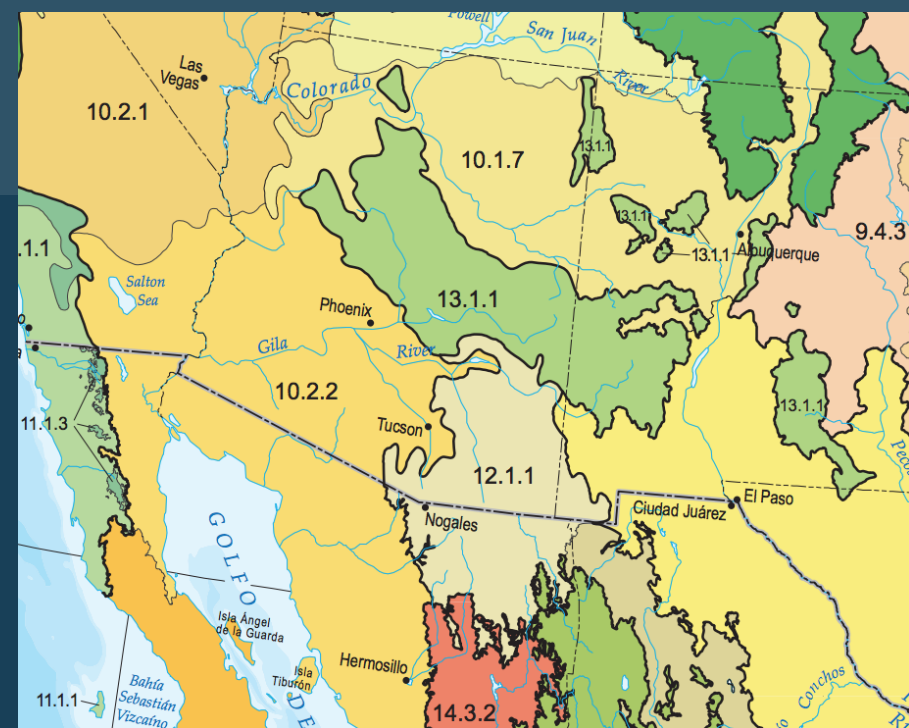 Powell
San Juan
River
Las
Vegas
Colorado
10.2.1
13.1.1
10.1.7
13.1.1
9.4.3
.1.1
13.1.1
Albuquerque
Salton
Sea
13.1.1
Phoenix
o
Gila
River
a
10.2.2
13.1.1
11.1.3
Tucson
12.1.1
El Paso
Ciudad Juárez
Nogales
GOLFO
DE
Isla Ángel
de la Guarda
Hermosillo
Isla
Tiburón
Conchos
11.1.1
Bahía
Sebastián
Vizcaíno
14.3.2